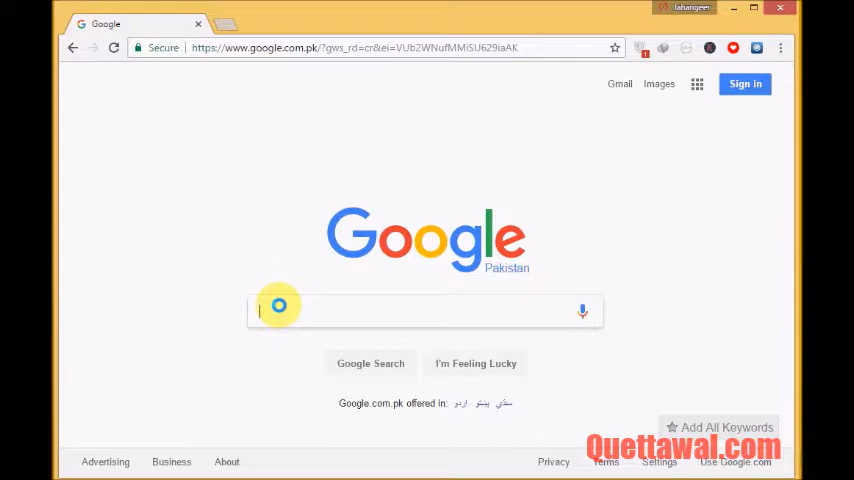 Jahangeer
Google
Secure
https://www.google.com.pk/?gws_rd=cr&ei=VUb2WNufMMiSU629iaAK
1
Gmail Images Sign in
Google
Pakistan
Google Search I'm Feeling Lucky
Google.com.pk offered in: اردو پښتو سنڌي
Add All Keywords
Quettawal.com
Advertising Business About Privacy Terms Settings Use Google.com